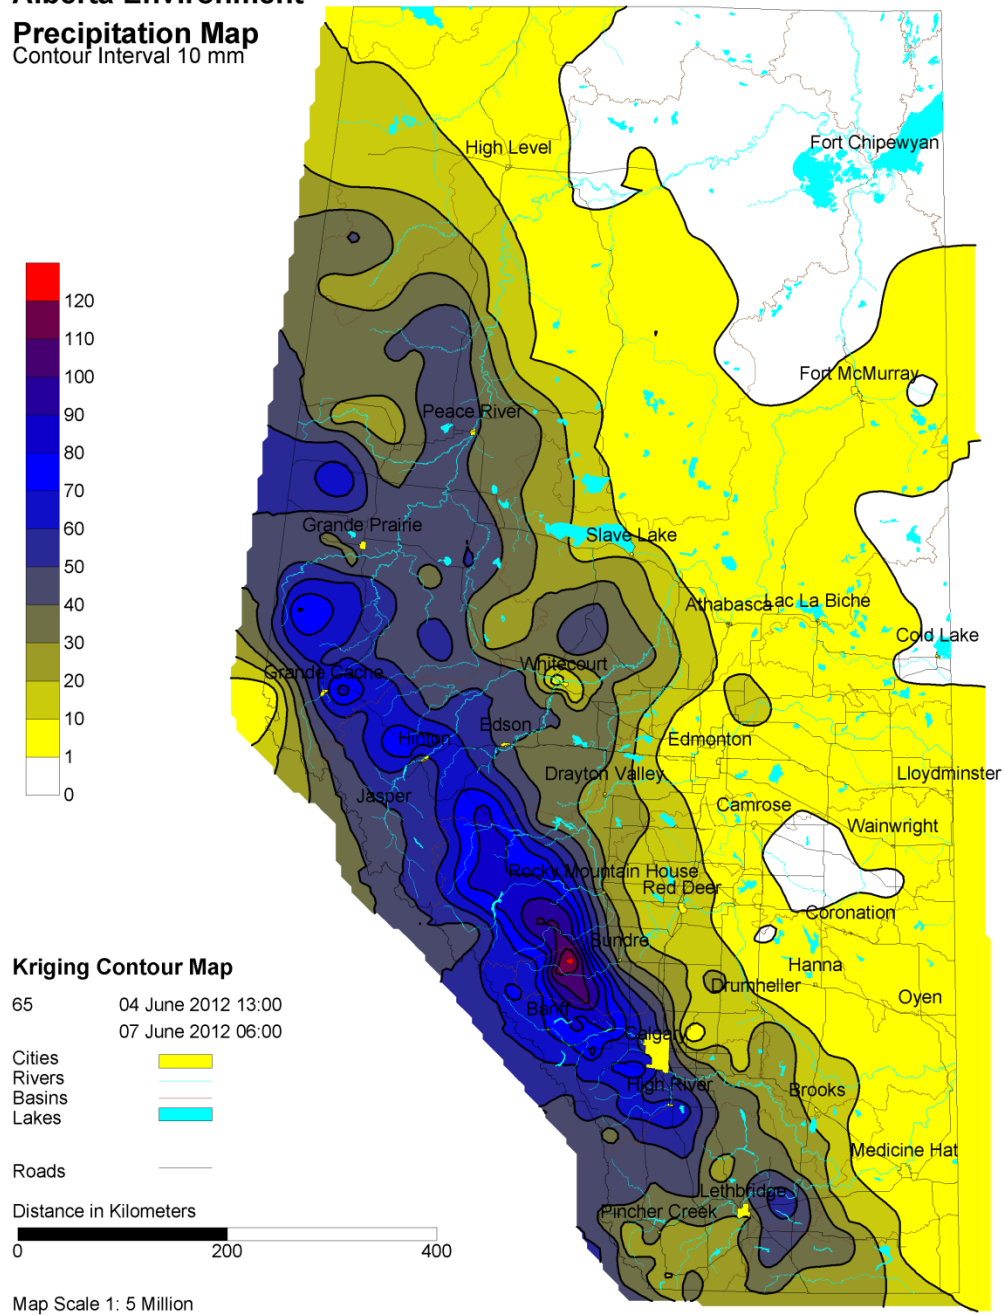 Alberta Environment
Precipitation Map
Contour Interval 10 mm
High Level
Fort Chipewyan
120
110
100
90
80
70
60
50
40
30
20
10
1
0
Fort McMurray
Peace River
Grande Prairie
Slave Lake
Athabasca
Lac La Biche
Cold Lake
Whitecourt
Grande Cache
Edson
Hinton
Edmonton
Drayton Valley
Lloydminster
Jasper
Camrose
Wainwright
Rocky Mountain House
Red Deer
Coronation
Sundre
Hanna
Drumheller
Oyen
Banff
Calgary
High River
Brooks
Medicine Hat
Lethbridge
Pincher Creek
Kriging Contour Map
65 04 June 2012 13:00
07 June 2012 06:00
Cities
Rivers
Basins
Lakes
Roads
Distance in Kilometers
0 200 400
Map Scale 1: 5 Million